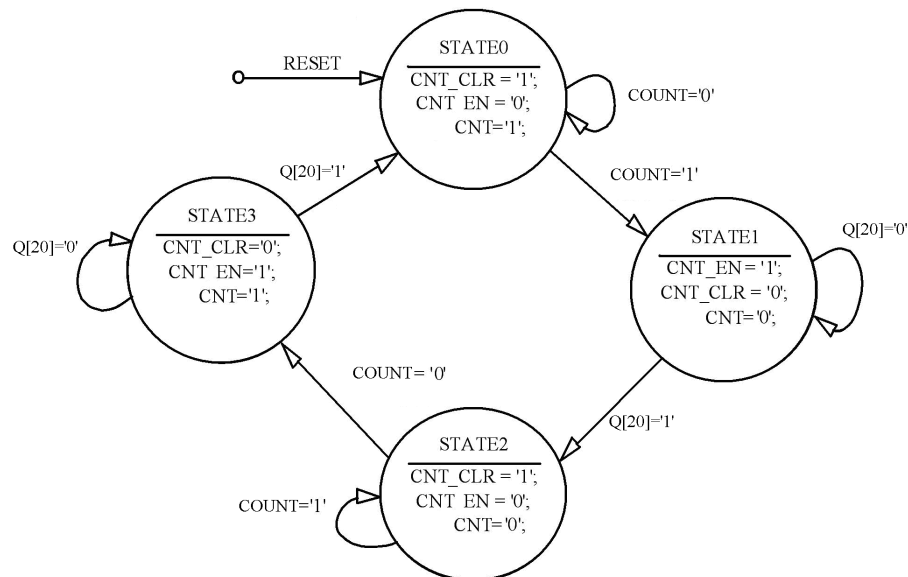 STATE0
RESET
CNT_CLR = '1';
CNT EN = '0';
CNT='1';
COUNT='0'
Q[20]='1'
COUNT='1'
STATE3
CNT_CLR='0';
CNT EN='1';
CNT='1';
Q[20]='0'
STATE1
CNT_EN = '1';
CNT_CLR = '0';
CNT='0';
Q[20]='0'
COUNT= '0'
Q[20]='1'
STATE2
CNT_CLR = '1';
CNT EN = '0';
CNT='0';
COUNT='1'